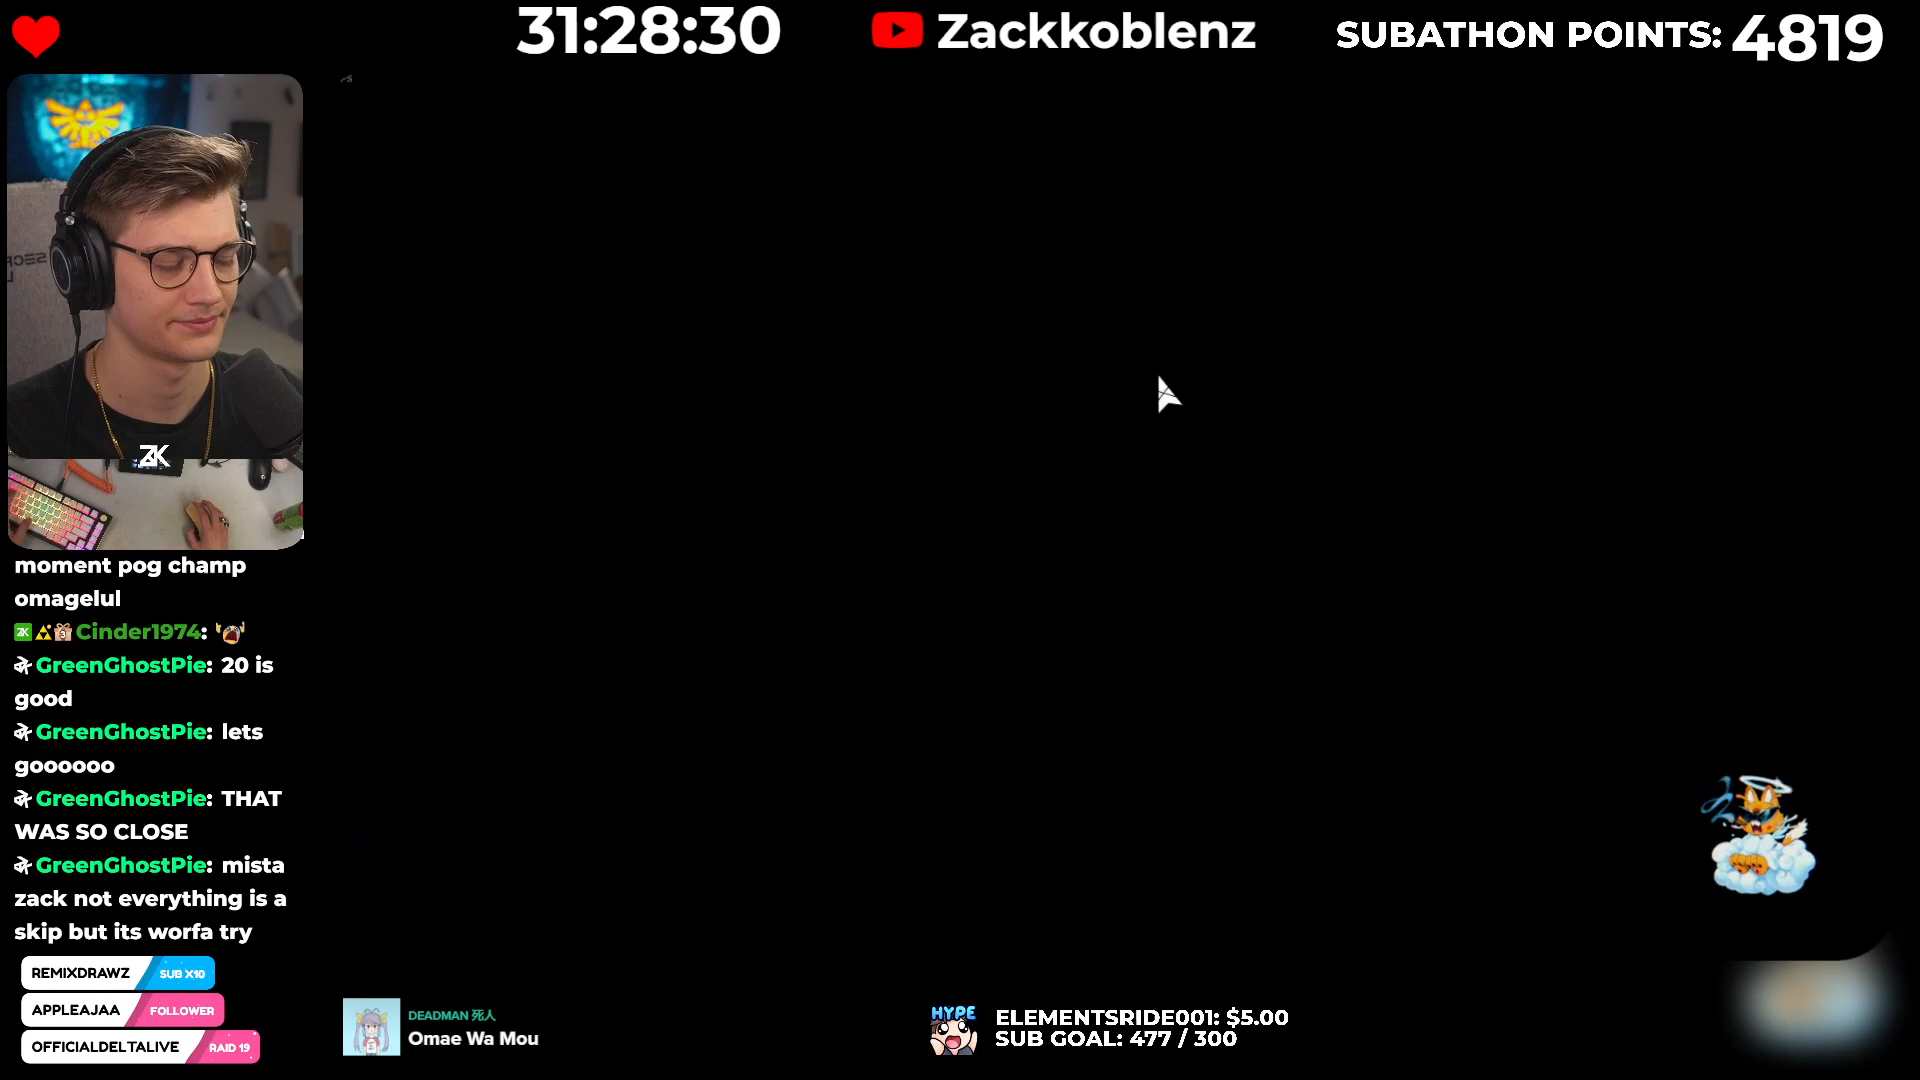 31:28:30
Zackkoblenz
SUBATHON POINTS: 4819
ZK
moment pog champ
omagelul
Cinder1974:
GreenGhostPie: 20 is
good
GreenGhostPie: lets
goooooo
GreenGhostPie: THAT
WAS SO CLOSE
GreenGhostPie: mista
zack not everything is a
skip but its worfa try
REMIXDRAWZ SUB X10
APPLEAJAA FOLLOWER
OFFICIALDELTALIVE RAID 19
DEADMAN 死人
Omae Wa Mou
HYPE
ELEMENTSRIDE001: $5.00
SUB GOAL: 477 / 300